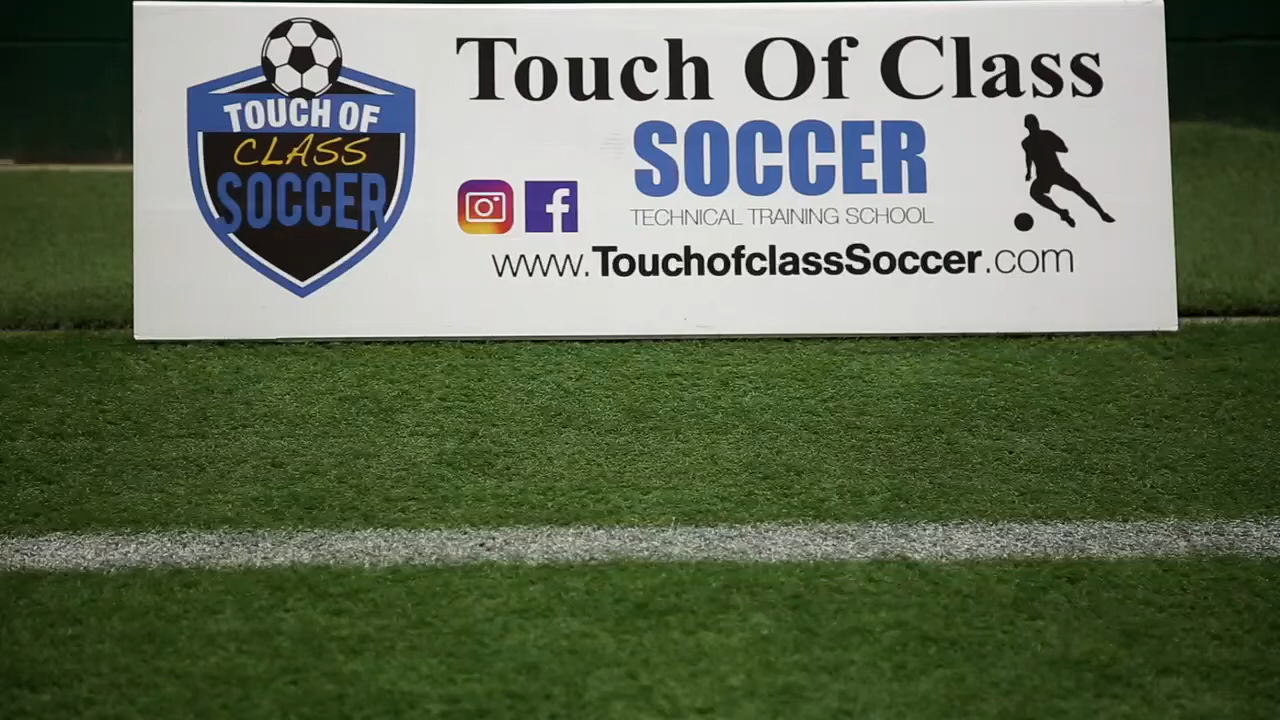 TOUCH OF
CLASS
SOCCER
Touch Of Class
SOCCER
TECHNICAL TRAINING SCHOOL
www.TouchofclassSoccer.com